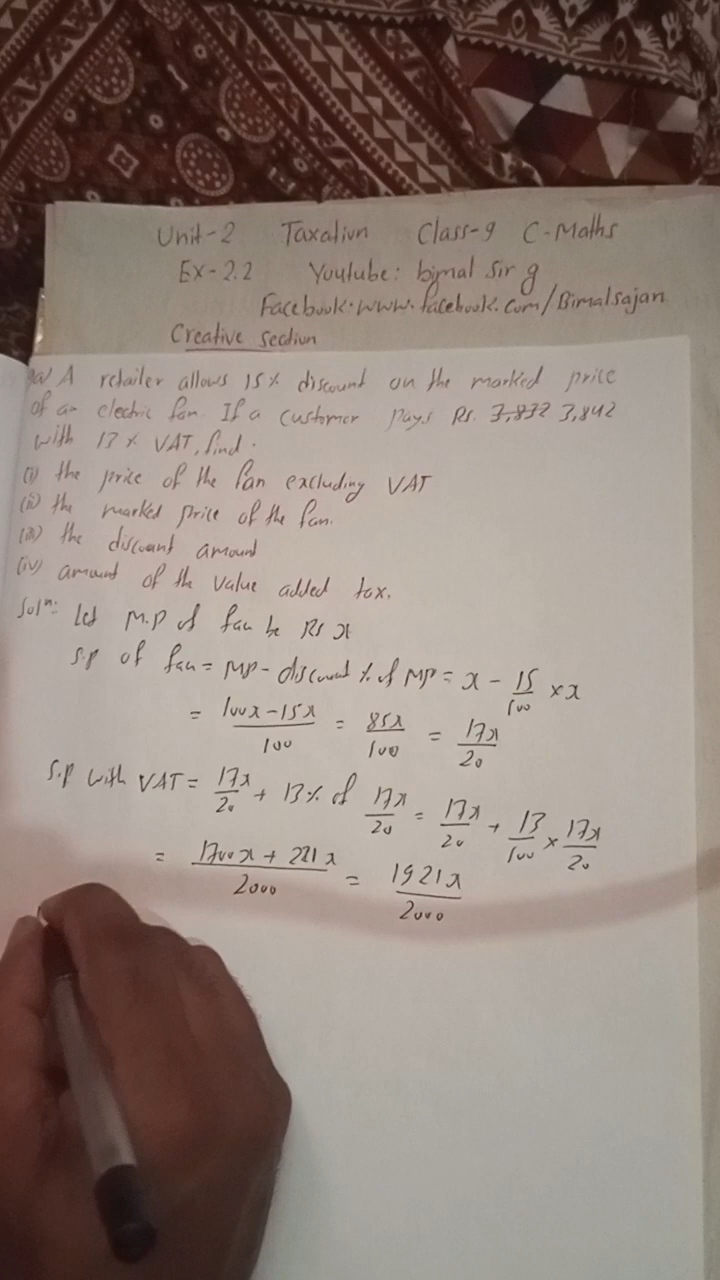 Unit-2 Taxation Class-9 C-Maths
Ex-2.2 Youtube: bimal Sir g
Facebook:www.facebook.com/Bimalsajan
Creative section
a) A retailer allows 15% discount on the marked price
of an electric fan. If a customer pays Rs. 3,832 3,842
with 13% VAT, find.
(i) the price of the fan excluding VAT
(ii) the marked price of the fan.
(iii) the discount amount
(iv) amount of the value added tax.
Solⁿ: Let M.P of fan be Rs x
S.P of fan = MP - discount % of MP = x - 15/100 × x
= 100x-15x/100 = 85x/100 = 17x/20
S.P with VAT = 17x/20 + 13% of 17x/20 = 17x/20 + 13/100 × 17x/20
= 1700x + 221x/2000 = 1921x/2000